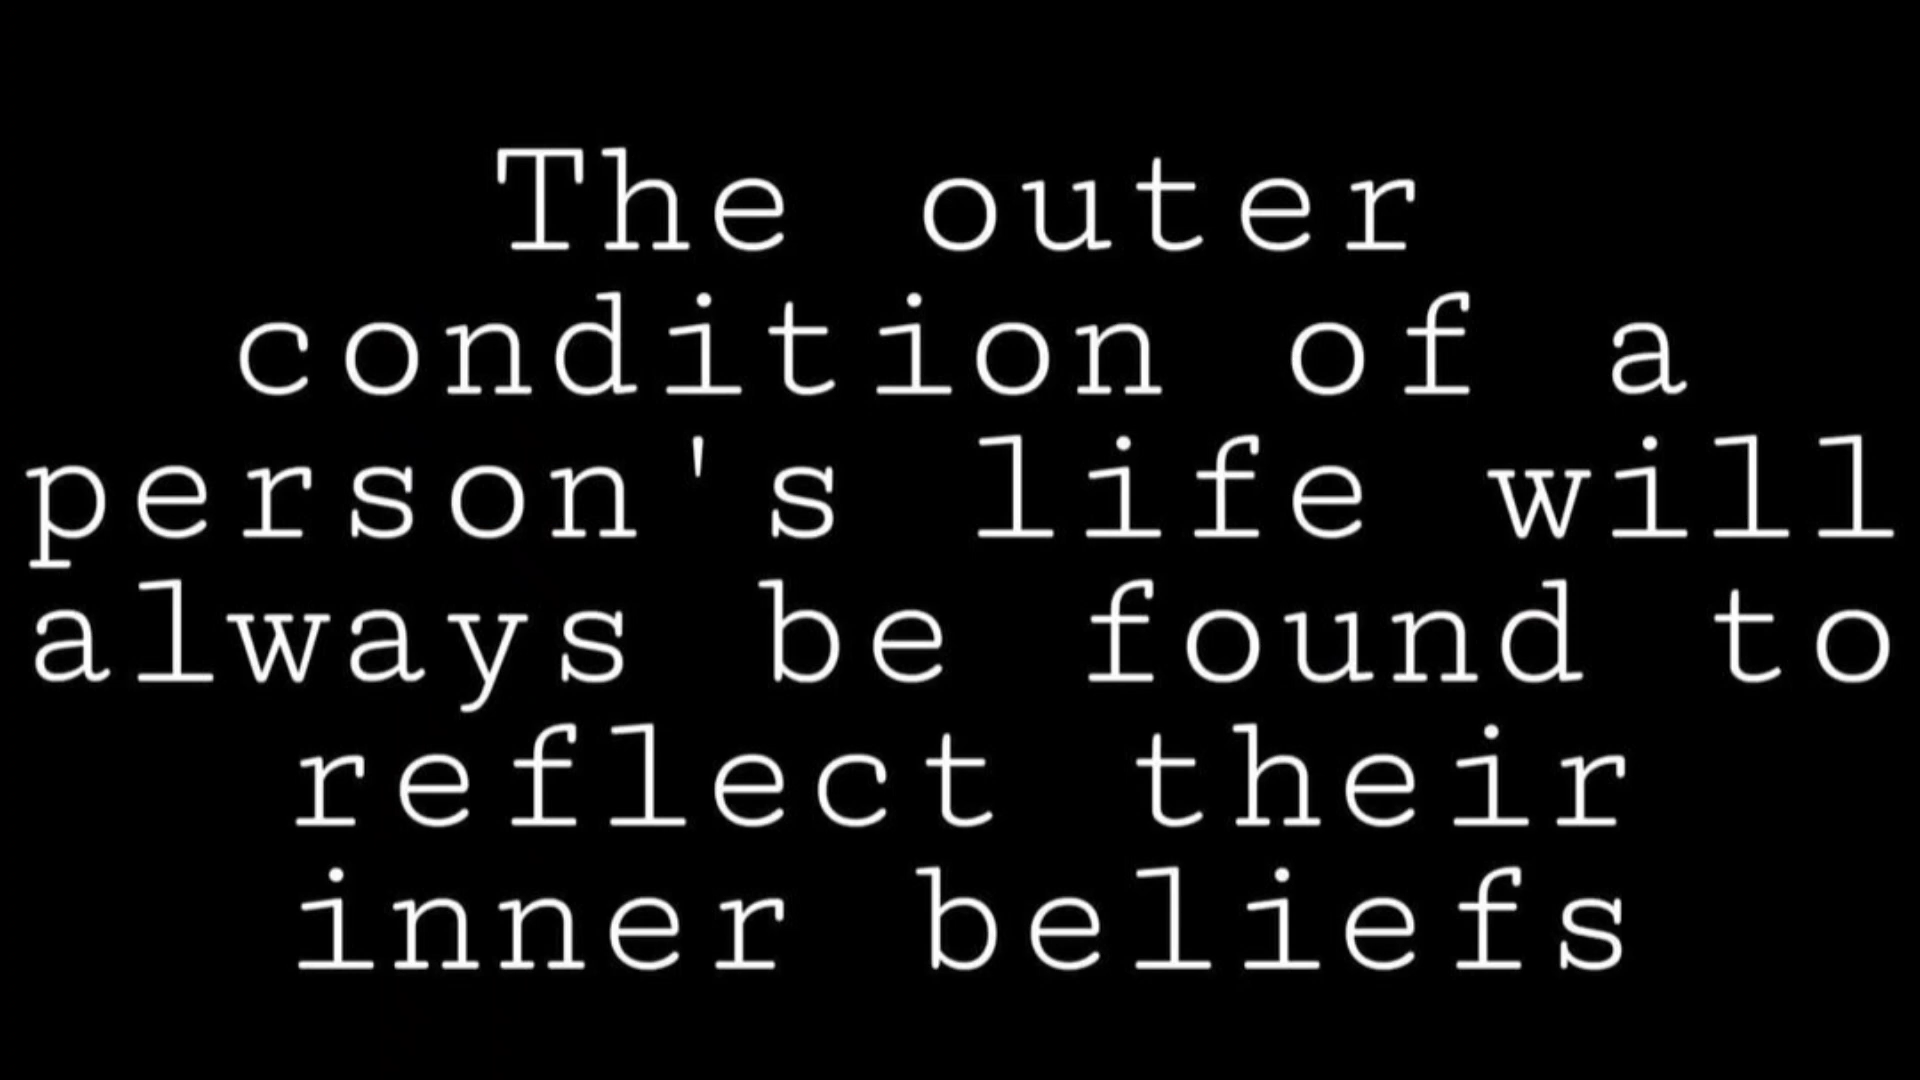 The outer
condition of a
person's life will
always be found to
reflect their
inner beliefs